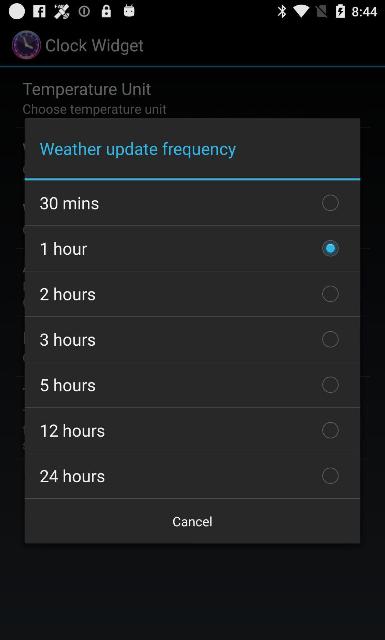 8:44
Clock Widget
Temperature Unit
Choose temperature unit
Weather update frequency
30 mins
1 hour
2 hours
3 hours
5 hours
12 hours
24 hours
Cancel